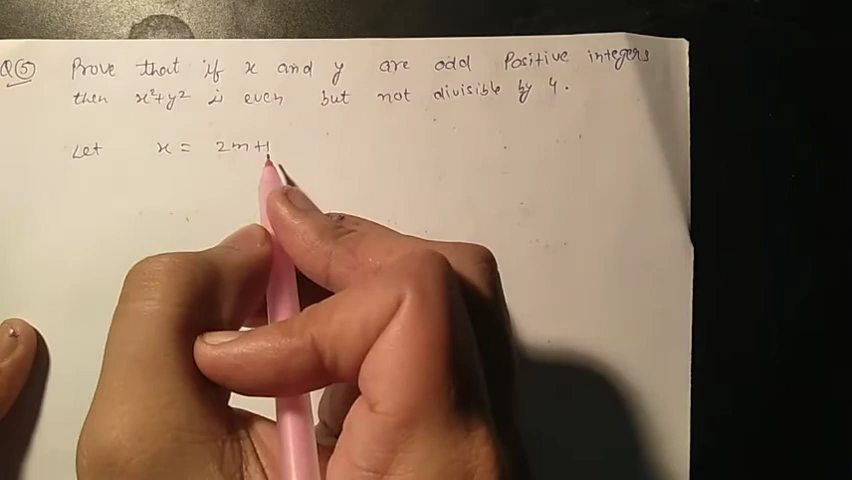 Q⑤ Prove that if x and y are odd Positive integers
then x²+y² is even but not divisible by 4.
Let x = 2m+1